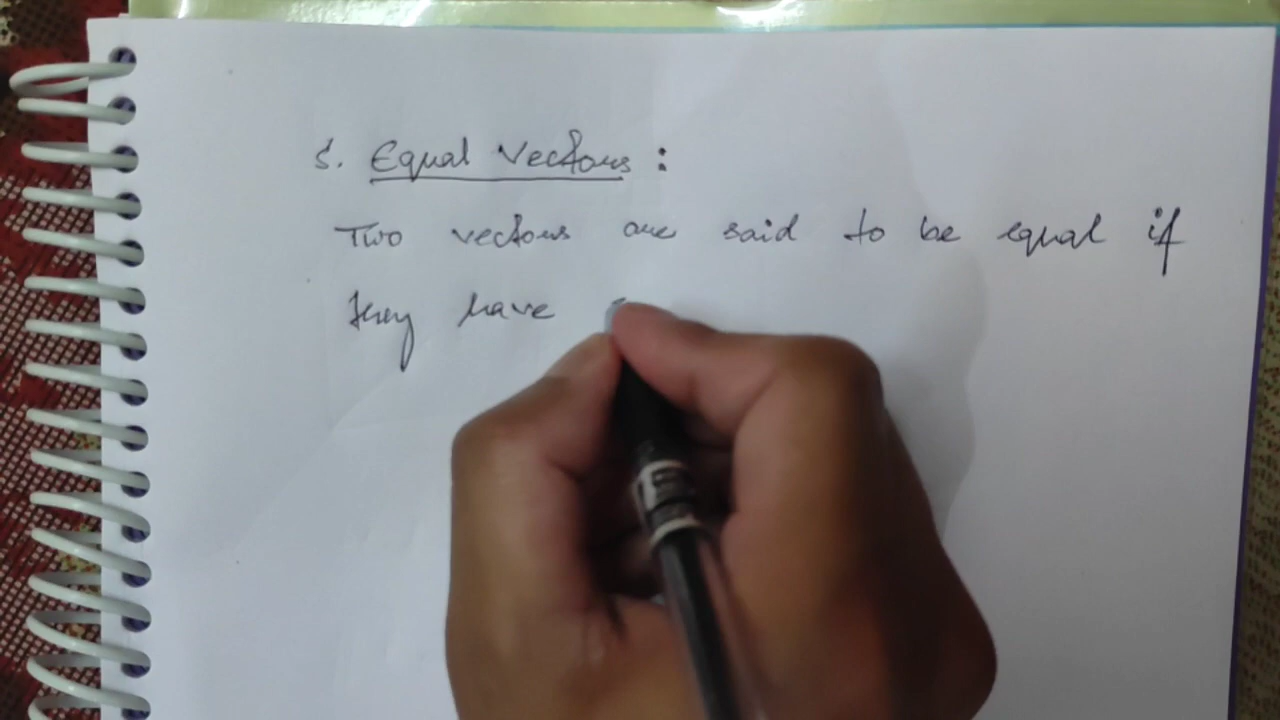 5. Equal Vectors :
Two vectors are said to be equal if
they have